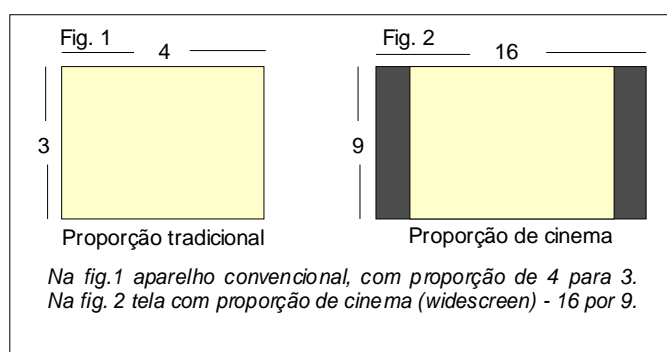 Fig. 1
4
Fig. 2
16
3
9
Proporção tradicional
Proporção de cinema
Na fig.1 aparelho convencional, com proporção de 4 para 3.
Na fig. 2 tela com proporção de cinema (widescreen) - 16 por 9.